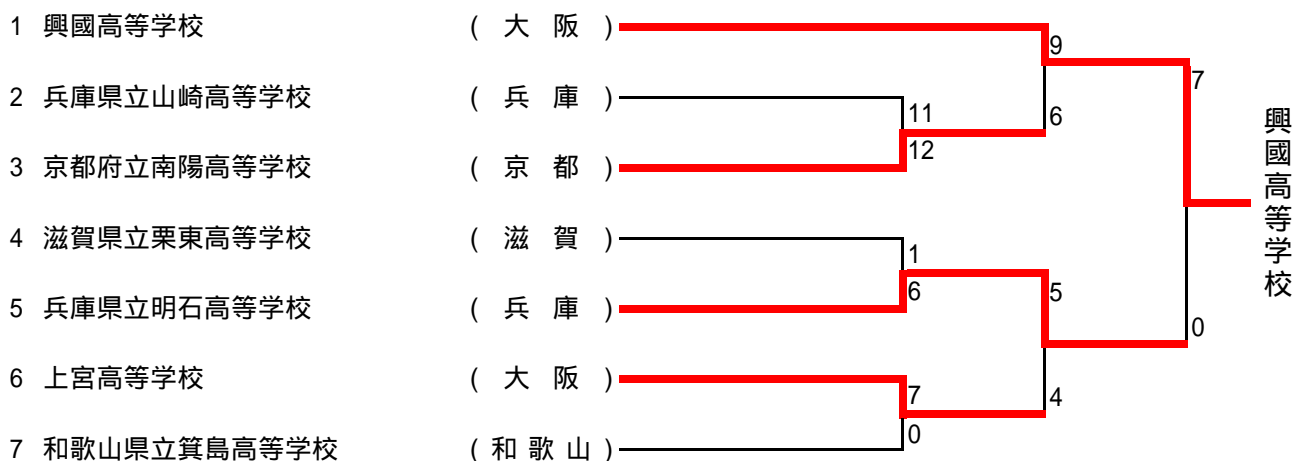 1 興國高等学校 ( 大 阪 )
9
7
2 兵庫県立山崎高等学校 ( 兵 庫 )
11
6
12
3 京都府立南陽高等学校 ( 京 都 )
興國高等学校
4 滋賀県立栗東高等学校 ( 滋 賀 )
1
6
5
5 兵庫県立明石高等学校 ( 兵 庫 )
0
6 上宮高等学校 ( 大 阪 )
7
4
0
7 和歌山県立箕島高等学校 ( 和 歌 山 )